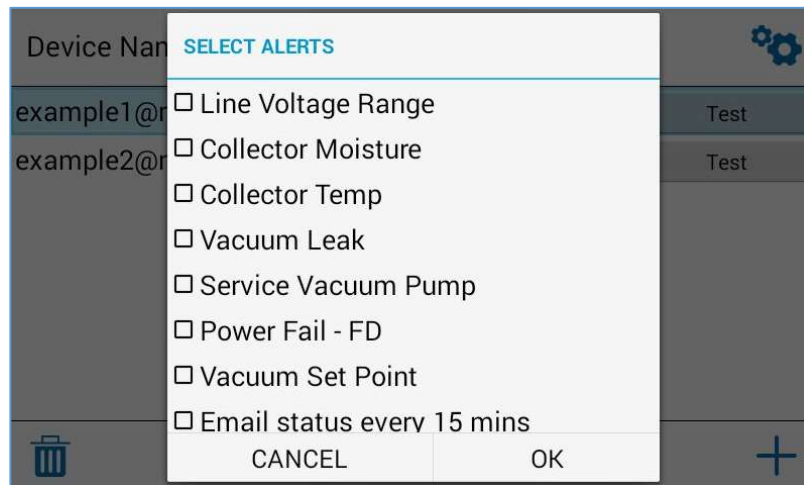 Device Nan
SELECT ALERTS
example1@r
Line Voltage Range
Test
Collector Moisture
example2@r
Test
Collector Temp
Vacuum Leak
Service Vacuum Pump
Power Fail - FD
Vacuum Set Point
Email status every 15 mins
CANCEL
OK